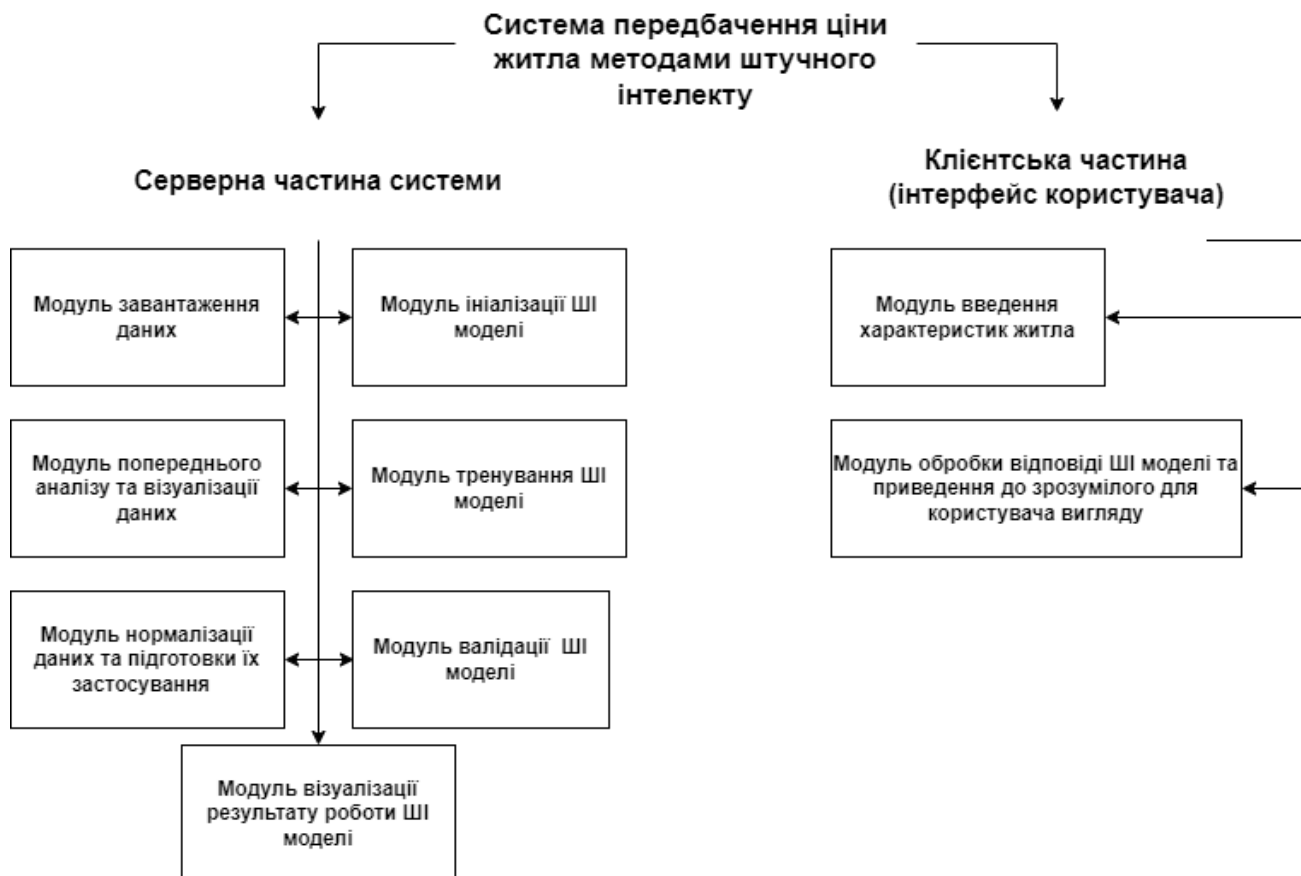 Система передбачення ціни
житла методами штучного
інтелекту
Серверна частина системи
Клієнтська частина
(інтерфейс користувача)
Модуль завантаження
даних
Модуль ініалізації ШІ
моделі
Модуль введення
характеристик житла
Модуль попереднього
аналізу та візуалізації
даних
Модуль тренування ШІ
моделі
Модуль обробки відповіді ШІ моделі та
приведення до зрозумілого для
користувача вигляду
Модуль нормалізації
даних та підготовки їх
застосування
Модуль валідації  ШІ
моделі
Модуль візуалізації
результату роботи ШІ
моделі